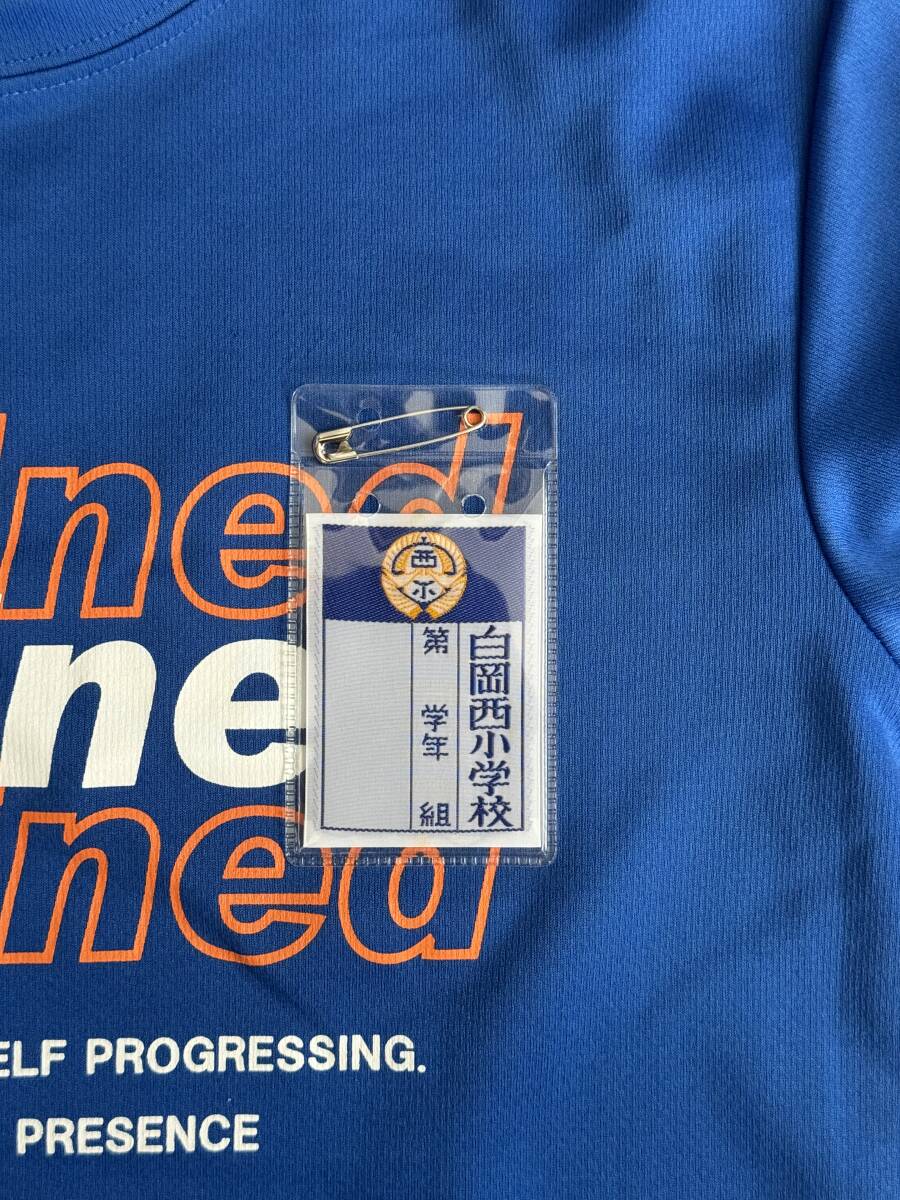 ned
ne
ned
西小
白岡西小学校
第 学年 組
ELF PROGRESSING.
PRESENCE